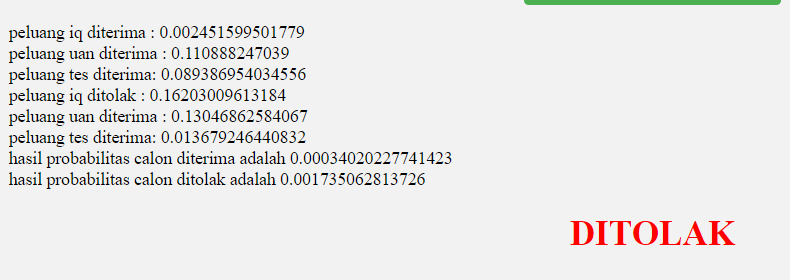 peluang iq diterima : 0.002451599501779
peluang uan diterima : 0.110888247039
peluang tes diterima: 0.089386954034556
peluang iq ditolak : 0.16203009613184
peluang uan diterima : 0.13046862584067
peluang tes diterima: 0.013679246440832
hasil probabilitas calon diterima adalah 0.00034020227741423
hasil probabilitas calon ditolak adalah 0.001735062813726
DITOLAK